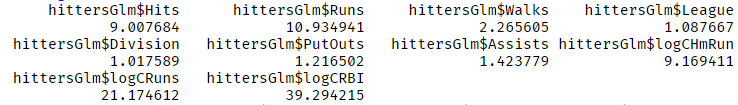 hittersGlm$Hits hittersGlm$Runs hittersGlm$Walks hittersGlm$League
9.007684 10.934941 2.265605 1.087667
hittersGlm$Division hittersGlm$PutOuts hittersGlm$Assists hittersGlm$logCHmRun
1.017589 1.216502 1.423779 9.169411
hittersGlm$logCRuns hittersGlm$logCRBI
21.174612 39.294215